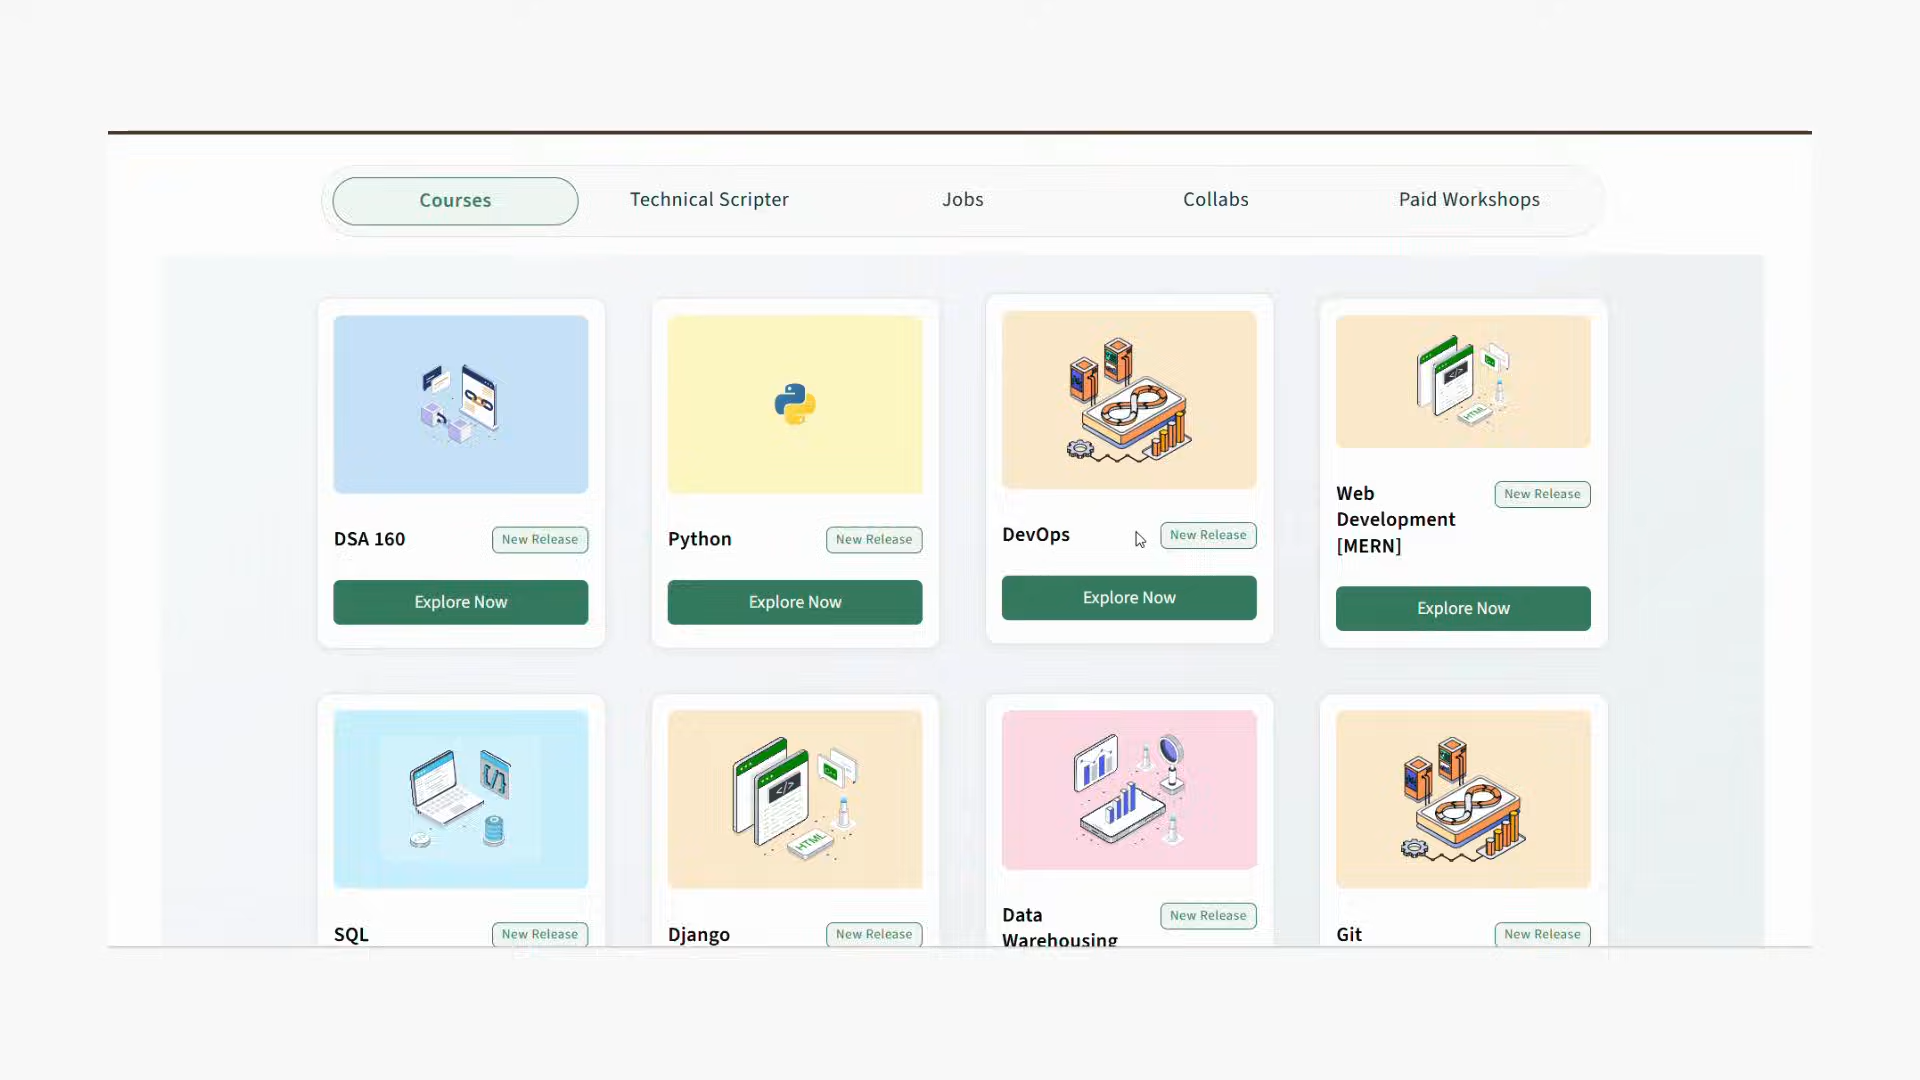 Courses
Technical Scripter
Jobs
Collabs
Paid Workshops
DSA 160
New Release
Explore Now
Python
New Release
Explore Now
DevOps
New Release
Explore Now
Web
Development
[MERN]
New Release
Explore Now
SQL
New Release
HTML
Django
New Release
Data
Warehousing
New Release
Git
New Release